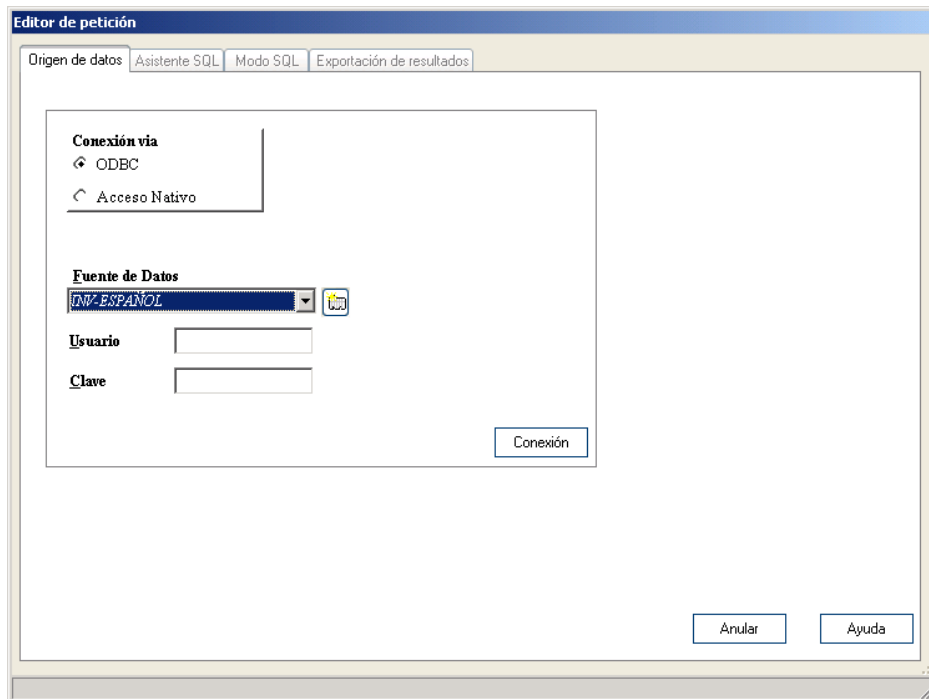 Editor de petición
Origen de datos Asistente SQL Modo SQL Exportación de resultados
Conexión via
ODBC
Acceso Nativo
Fuente de Datos
INV-ESPAÑOL
Usuario
Clave
Conexión
Anular Ayuda